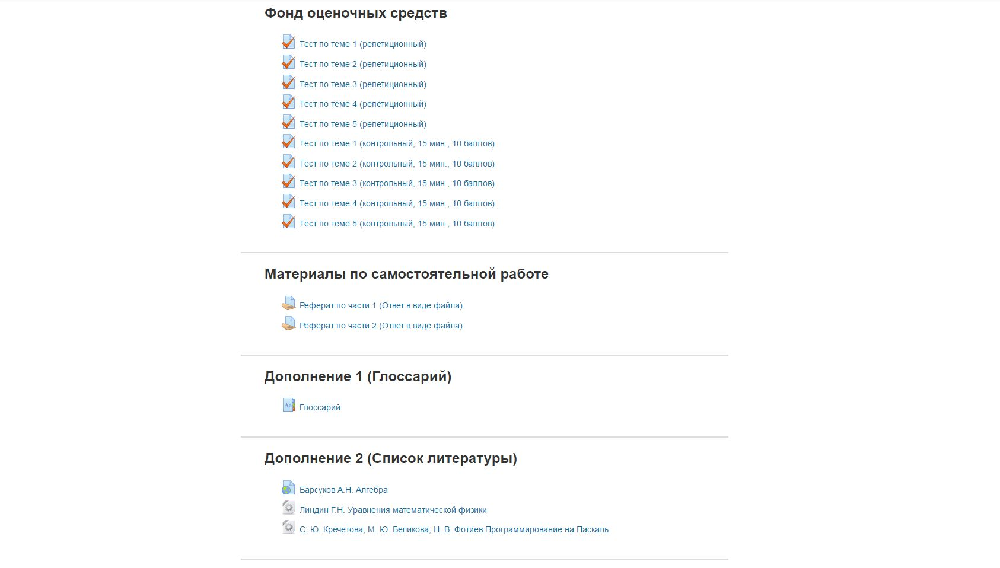 Фонд оценочных средств
Тест по теме 1 (репетиционный)
Тест по теме 2 (репетиционный)
Тест по теме 3 (репетиционный)
Тест по теме 4 (репетиционный)
Тест по теме 5 (репетиционный)
Тест по теме 1 (контрольный, 15 мин., 10 баллов)
Тест по теме 2 (контрольный, 15 мин., 10 баллов)
Тест по теме 3 (контрольный, 15 мин., 10 баллов)
Тест по теме 4 (контрольный, 15 мин., 10 баллов)
Тест по теме 5 (контрольный, 15 мин., 10 баллов)
Материалы по самостоятельной работе
Реферат по части 1 (Ответ в виде файла)
Реферат по части 2 (Ответ в виде файла)
Дополнение 1 (Глоссарий)
Aa Глоссарий
Дополнение 2 (Список литературы)
Барсуков А.Н. Алгебра
Линдин Г.Н. Уравнения математической физики
С. Ю. Кречетова, М. Ю. Беликова, Н. В. Фотиев Программирование на Паскаль